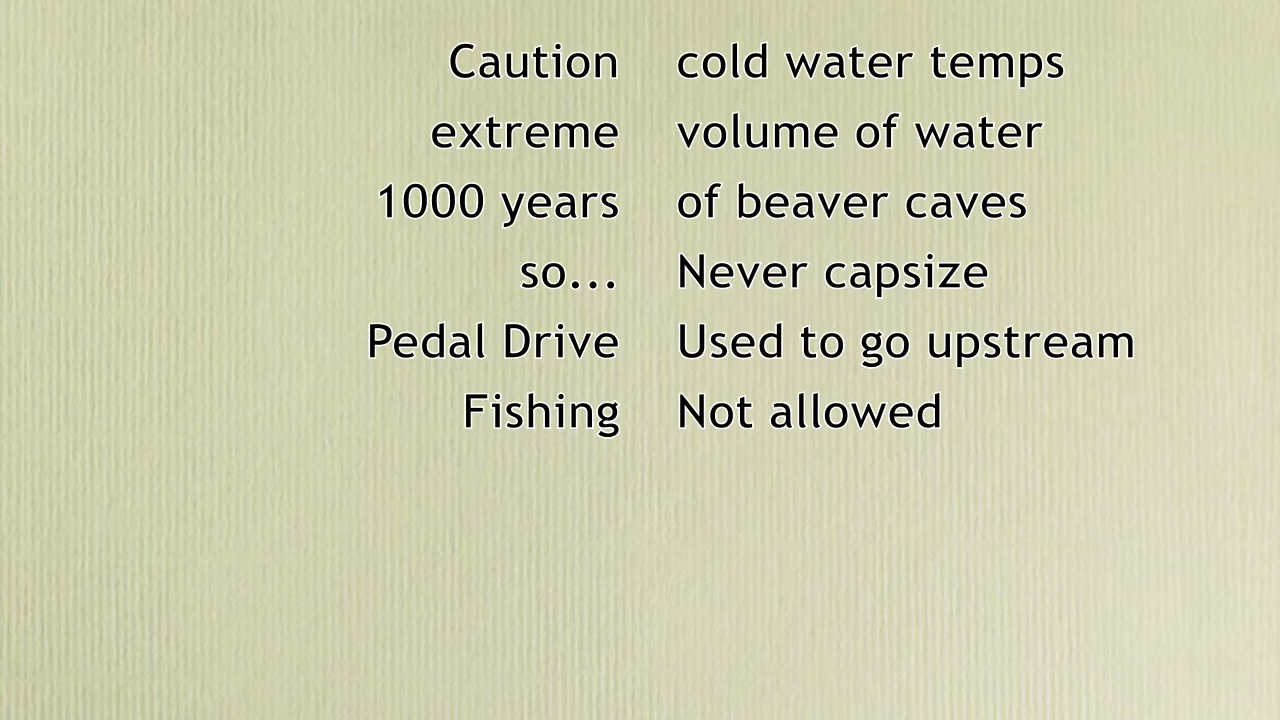 Caution cold water temps
extreme volume of water
1000 years of beaver caves
so... Never capsize
Pedal Drive Used to go upstream
Fishing Not allowed